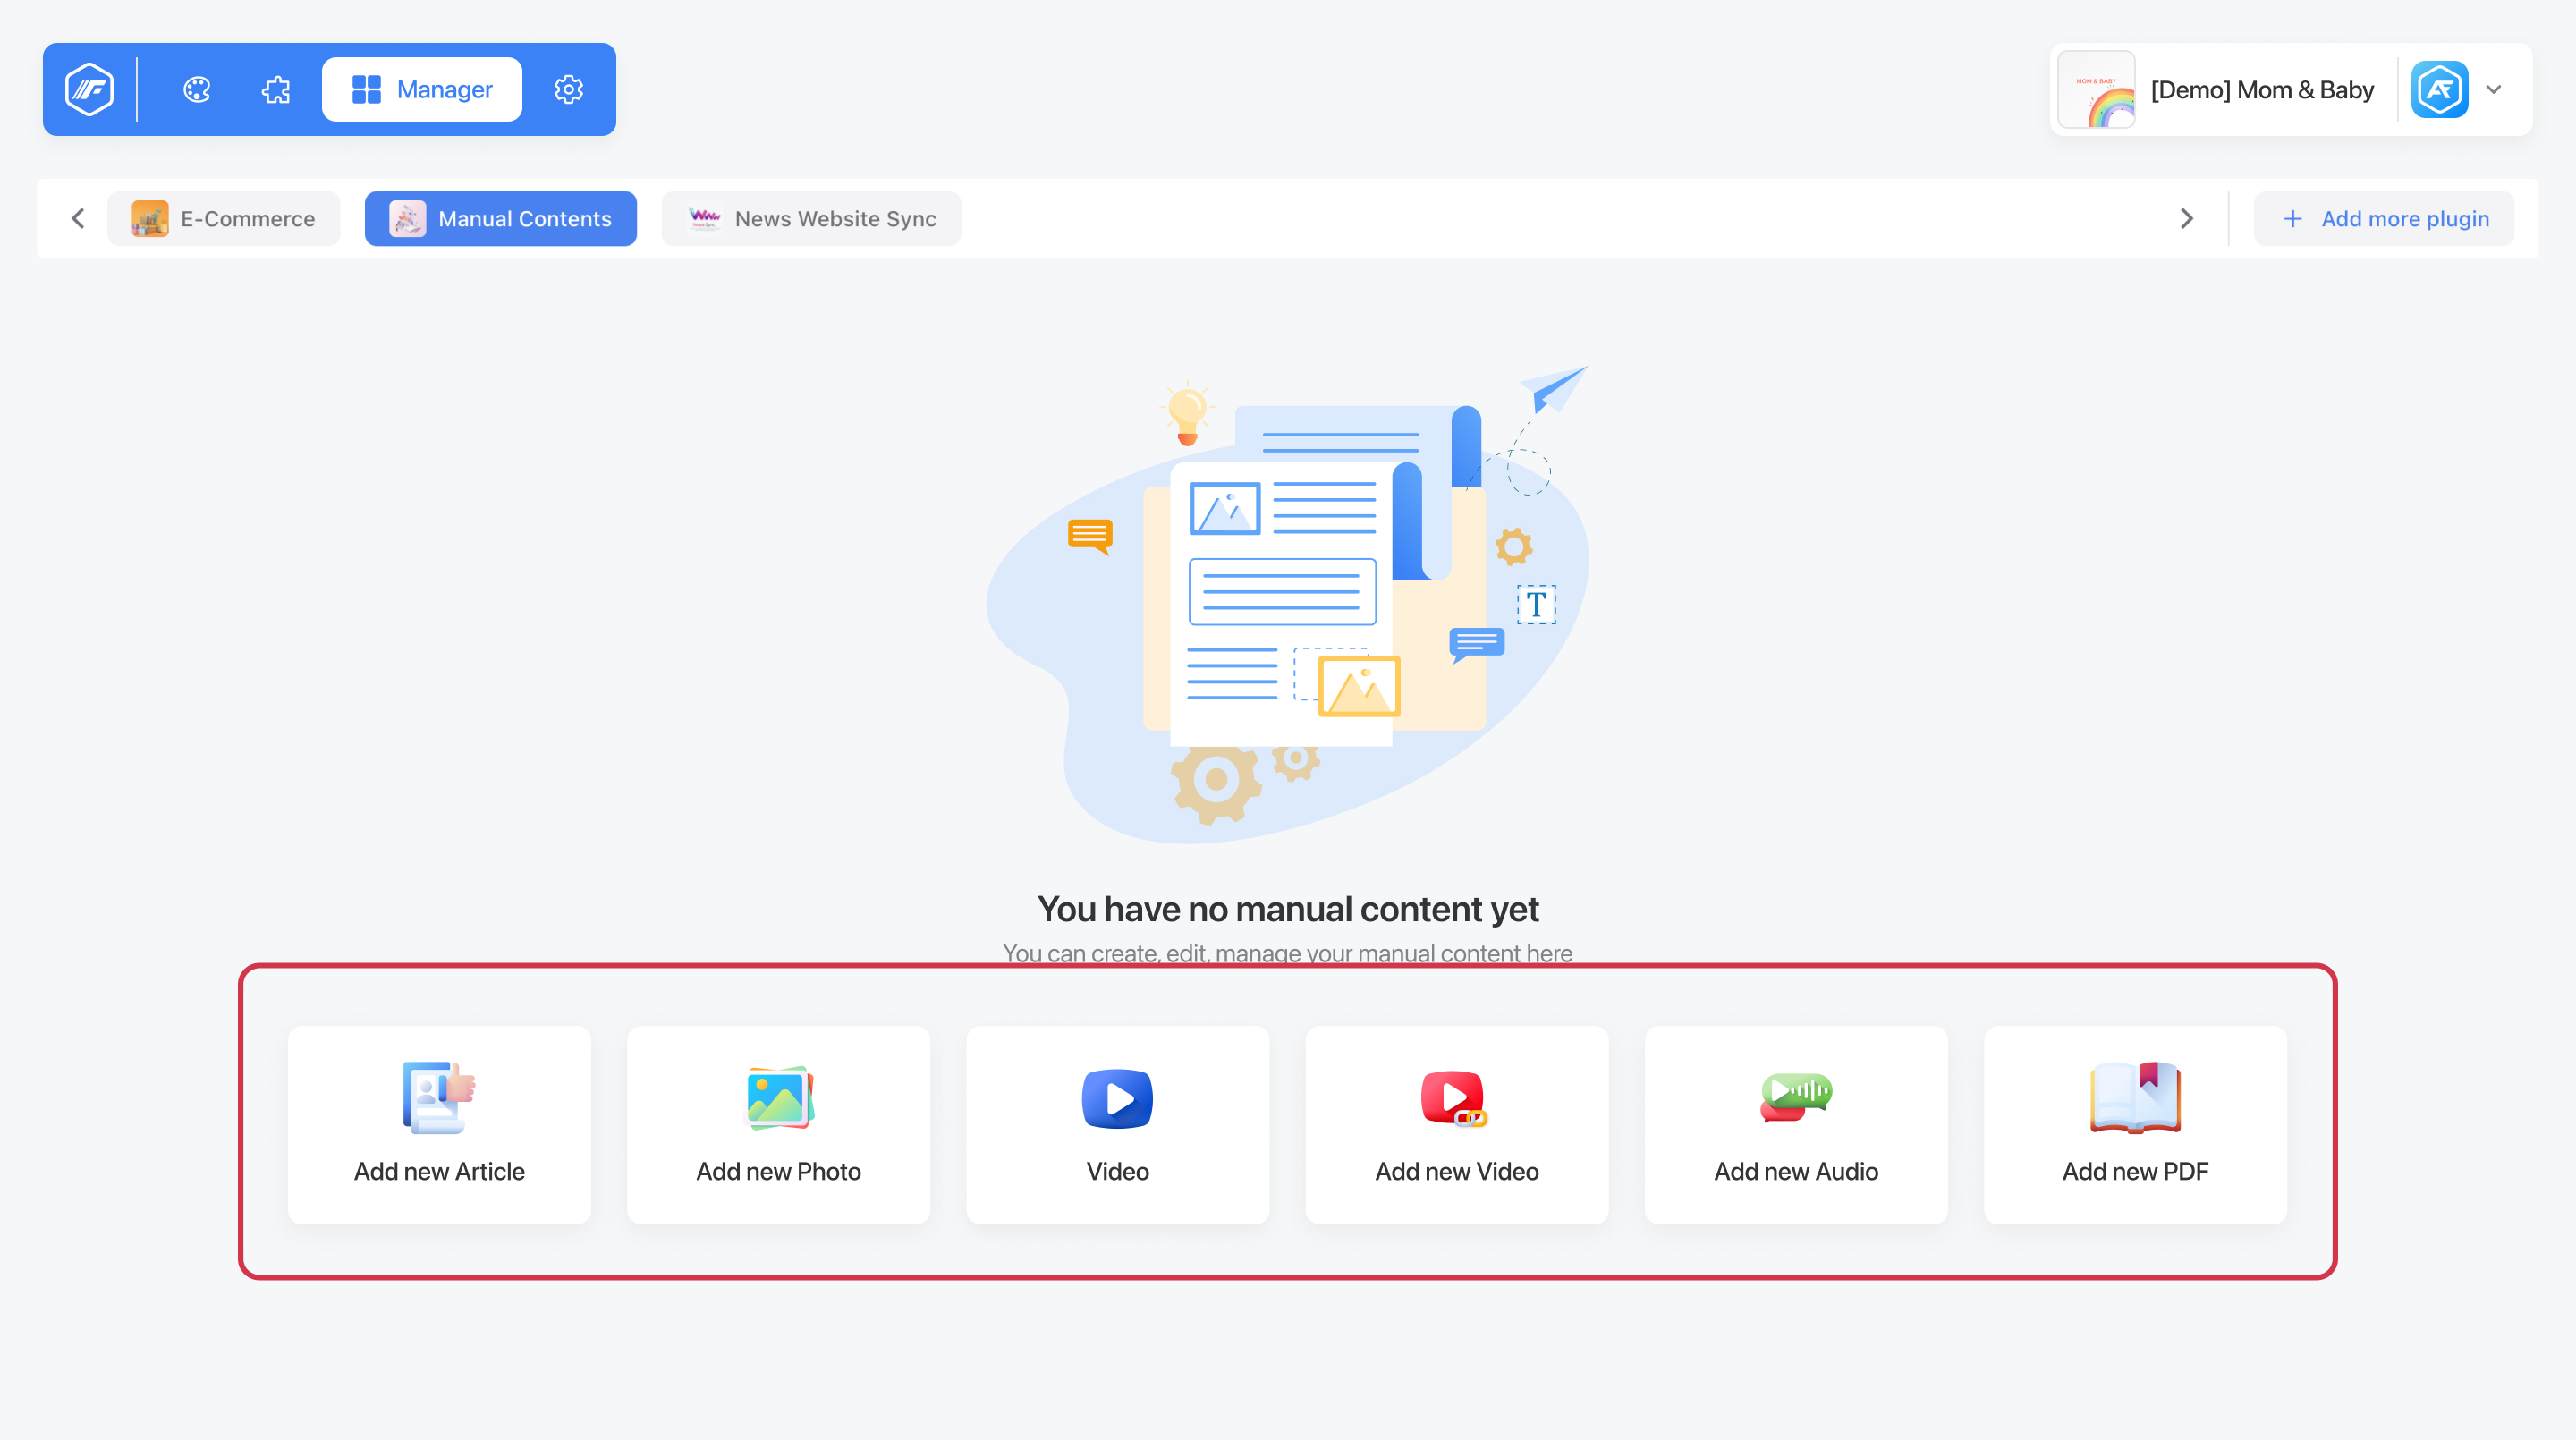 Manager
MOM & BABY
[Demo] Mom & Baby
E-Commerce
Manual Contents
News Website Sync
Add more plugin
T
You have no manual content yet
You can create, edit, manage your manual content here
Add new Article
Add new Photo
Video
Add new Video
Add new Audio
Add new PDF